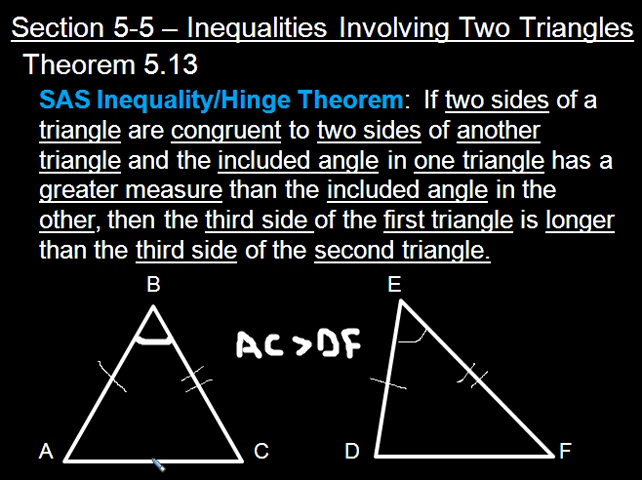 Section 5-5 – Inequalities Involving Two Triangles
Theorem 5.13
SAS Inequality/Hinge Theorem: If two sides of a
triangle are congruent to two sides of another
triangle and the included angle in one triangle has a
greater measure than the included angle in the
other, then the third side of the first triangle is longer
than the third side of the second triangle.
B E
AC>DF
A C D F